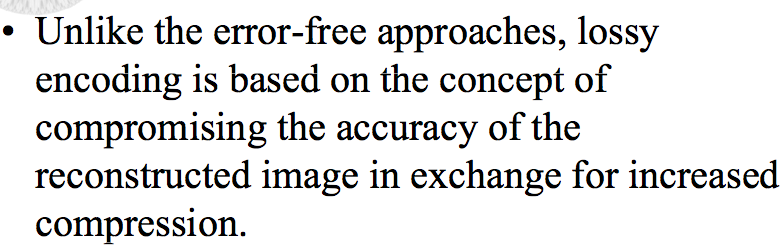 • Unlike the error-free approaches, lossy
encoding is based on the concept of
compromising the accuracy of the
reconstructed image in exchange for increased
compression.